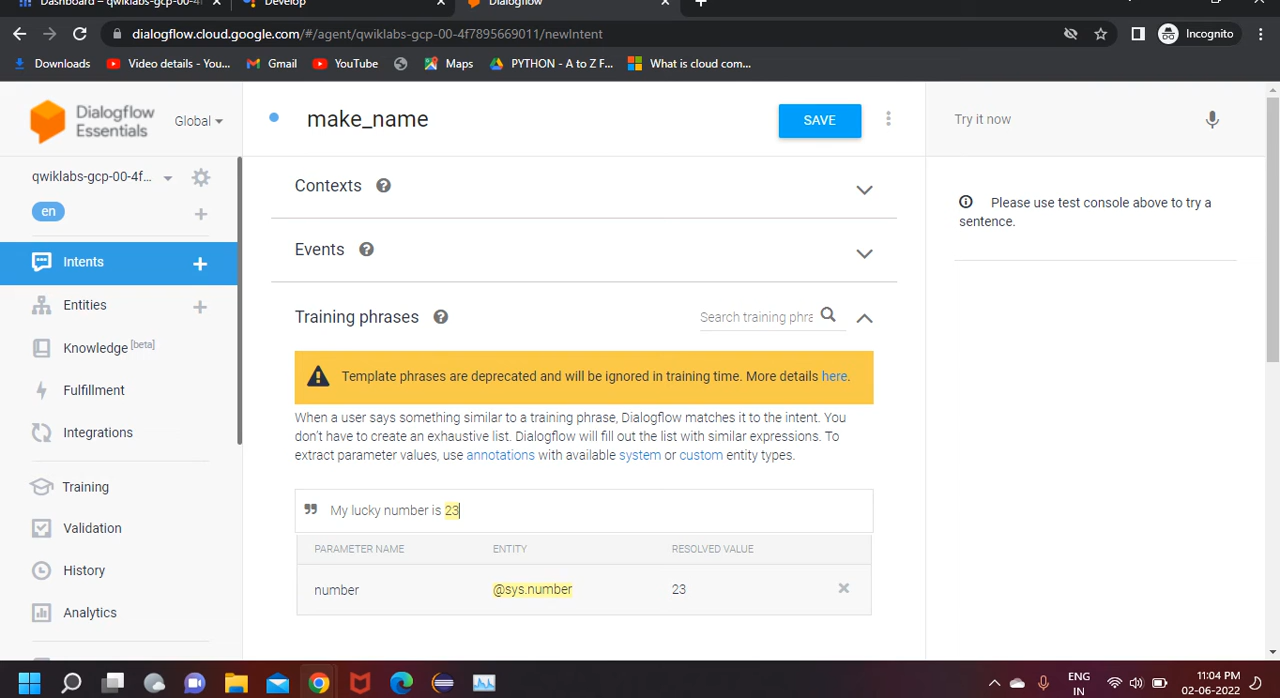 Dashboard – qwiklabs-gcp-00-4f
Develop
Dialogflow
dialogflow.cloud.google.com/#/agent/qwiklabs-gcp-00-4f7895669011/newIntent
Incognito
Downloads
Video details - You...
Gmail
YouTube
Maps
PYTHON - A to Z F...
What is cloud com...
Dialogflow
Essentials
Global
make_name
SAVE
Try it now
qwiklabs-gcp-00-4f...
en
Contexts
Please use test console above to try a
sentence.
Events
Intents
Entities
Training phrases
Search training phra
Knowledge [beta]
Template phrases are deprecated and will be ignored in training time. More details here.
Fulfillment
When a user says something similar to a training phrase, Dialogflow matches it to the intent. You
don't have to create an exhaustive list. Dialogflow will fill out the list with similar expressions. To
extract parameter values, use annotations with available system or custom entity types.
Integrations
Training
My lucky number is 23
Validation
PARAMETER NAME
ENTITY
RESOLVED VALUE
History
number
@sys.number
23
Analytics
ENG
IN
11:04 PM
02-06-2022